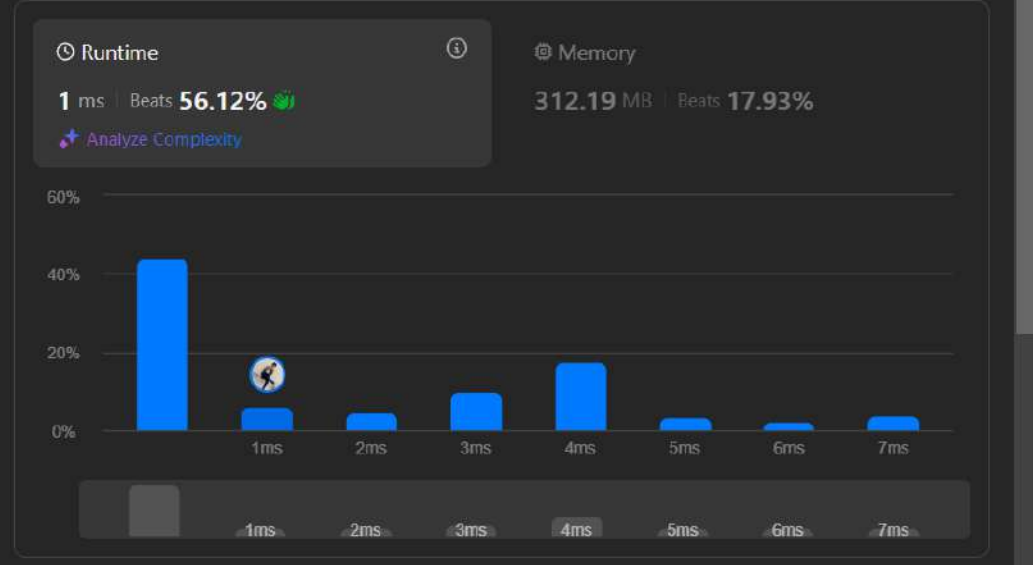 Runtime
1 ms | Beats 56.12%
Analyze Complexity
Memory
312.19 MB | Beats 17.93%
60%
40%
20%
0%
1ms 2ms 3ms 4ms 5ms 6ms 7ms
1ms 2ms 3ms 4ms 5ms 6ms 7ms